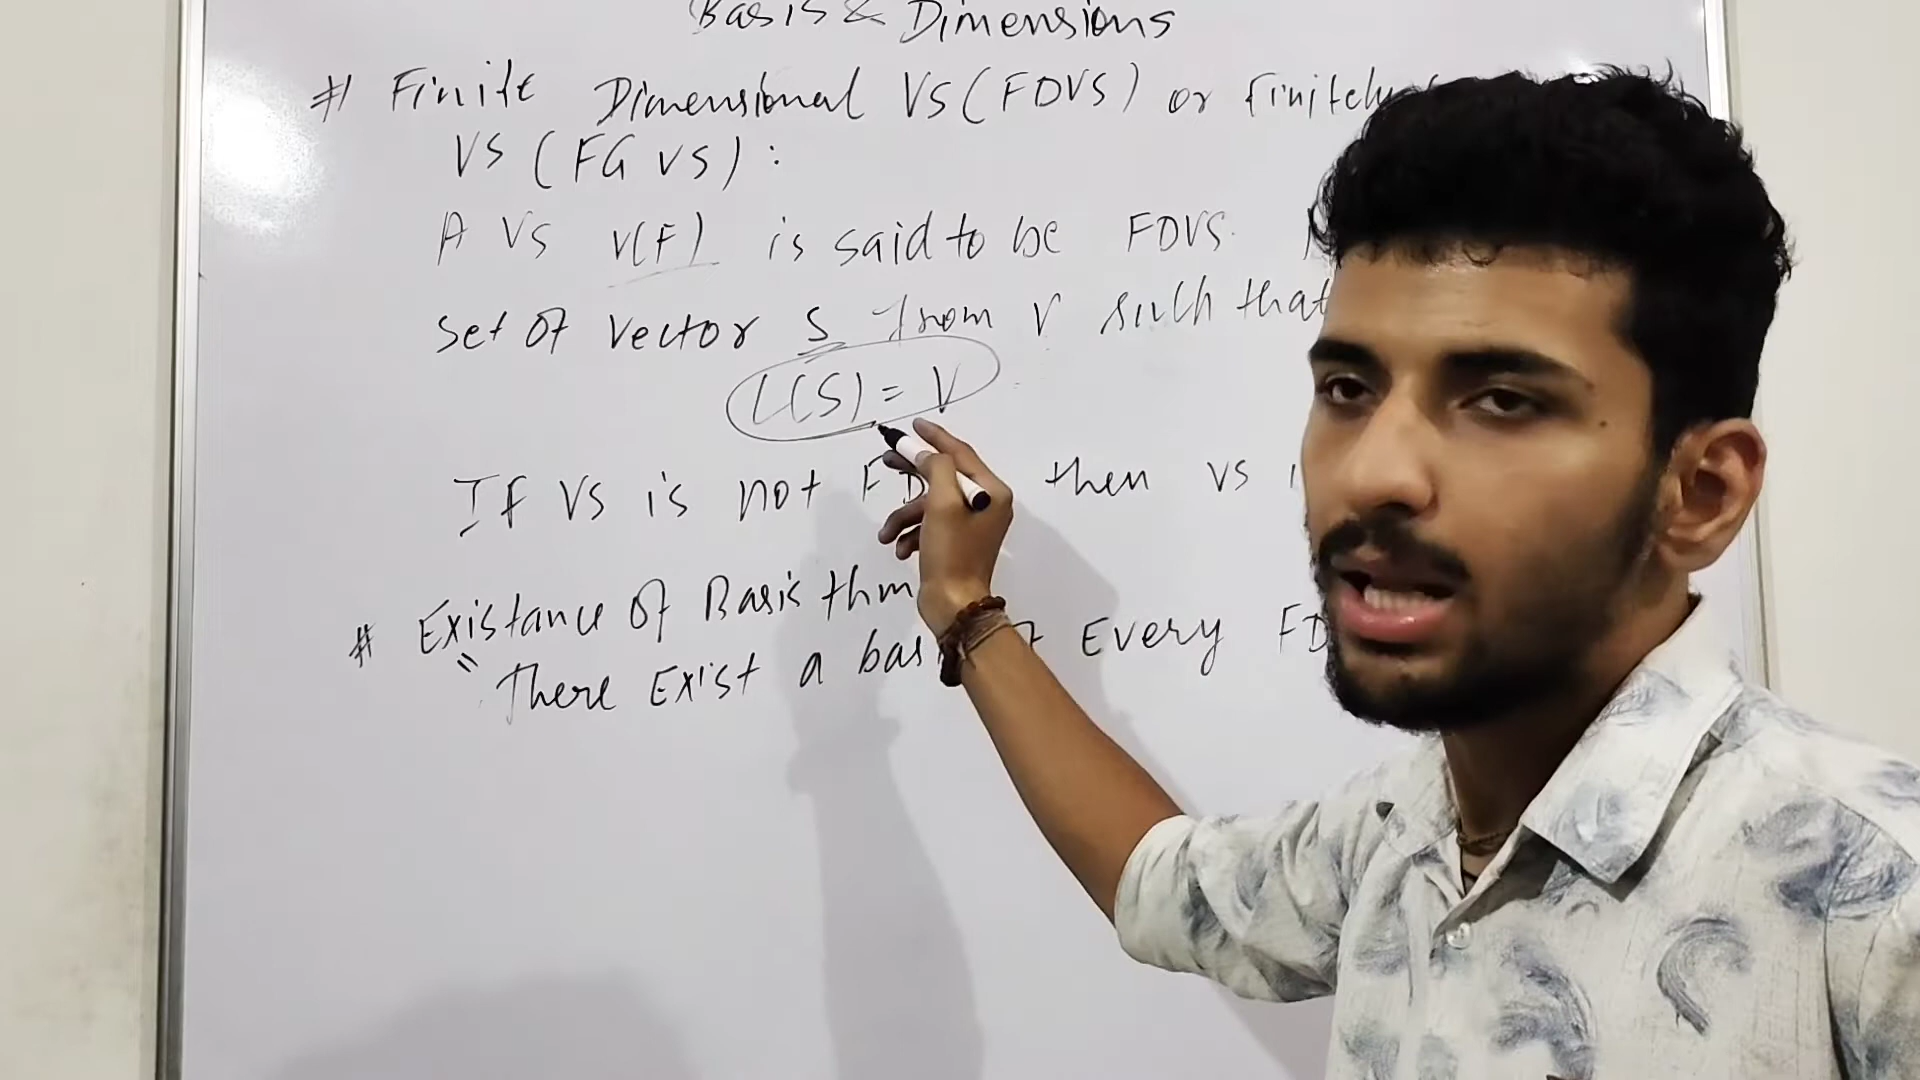 Basis & Dimensions
# Finite Dimensional VS (FDVS) or finitely
VS (FG VS) :
A VS V(F) is said to be FDVS.
set of vector S from V such that
L(S) = V
If VS is not then VS
# Existance of Basis thm
"There Exist a Every